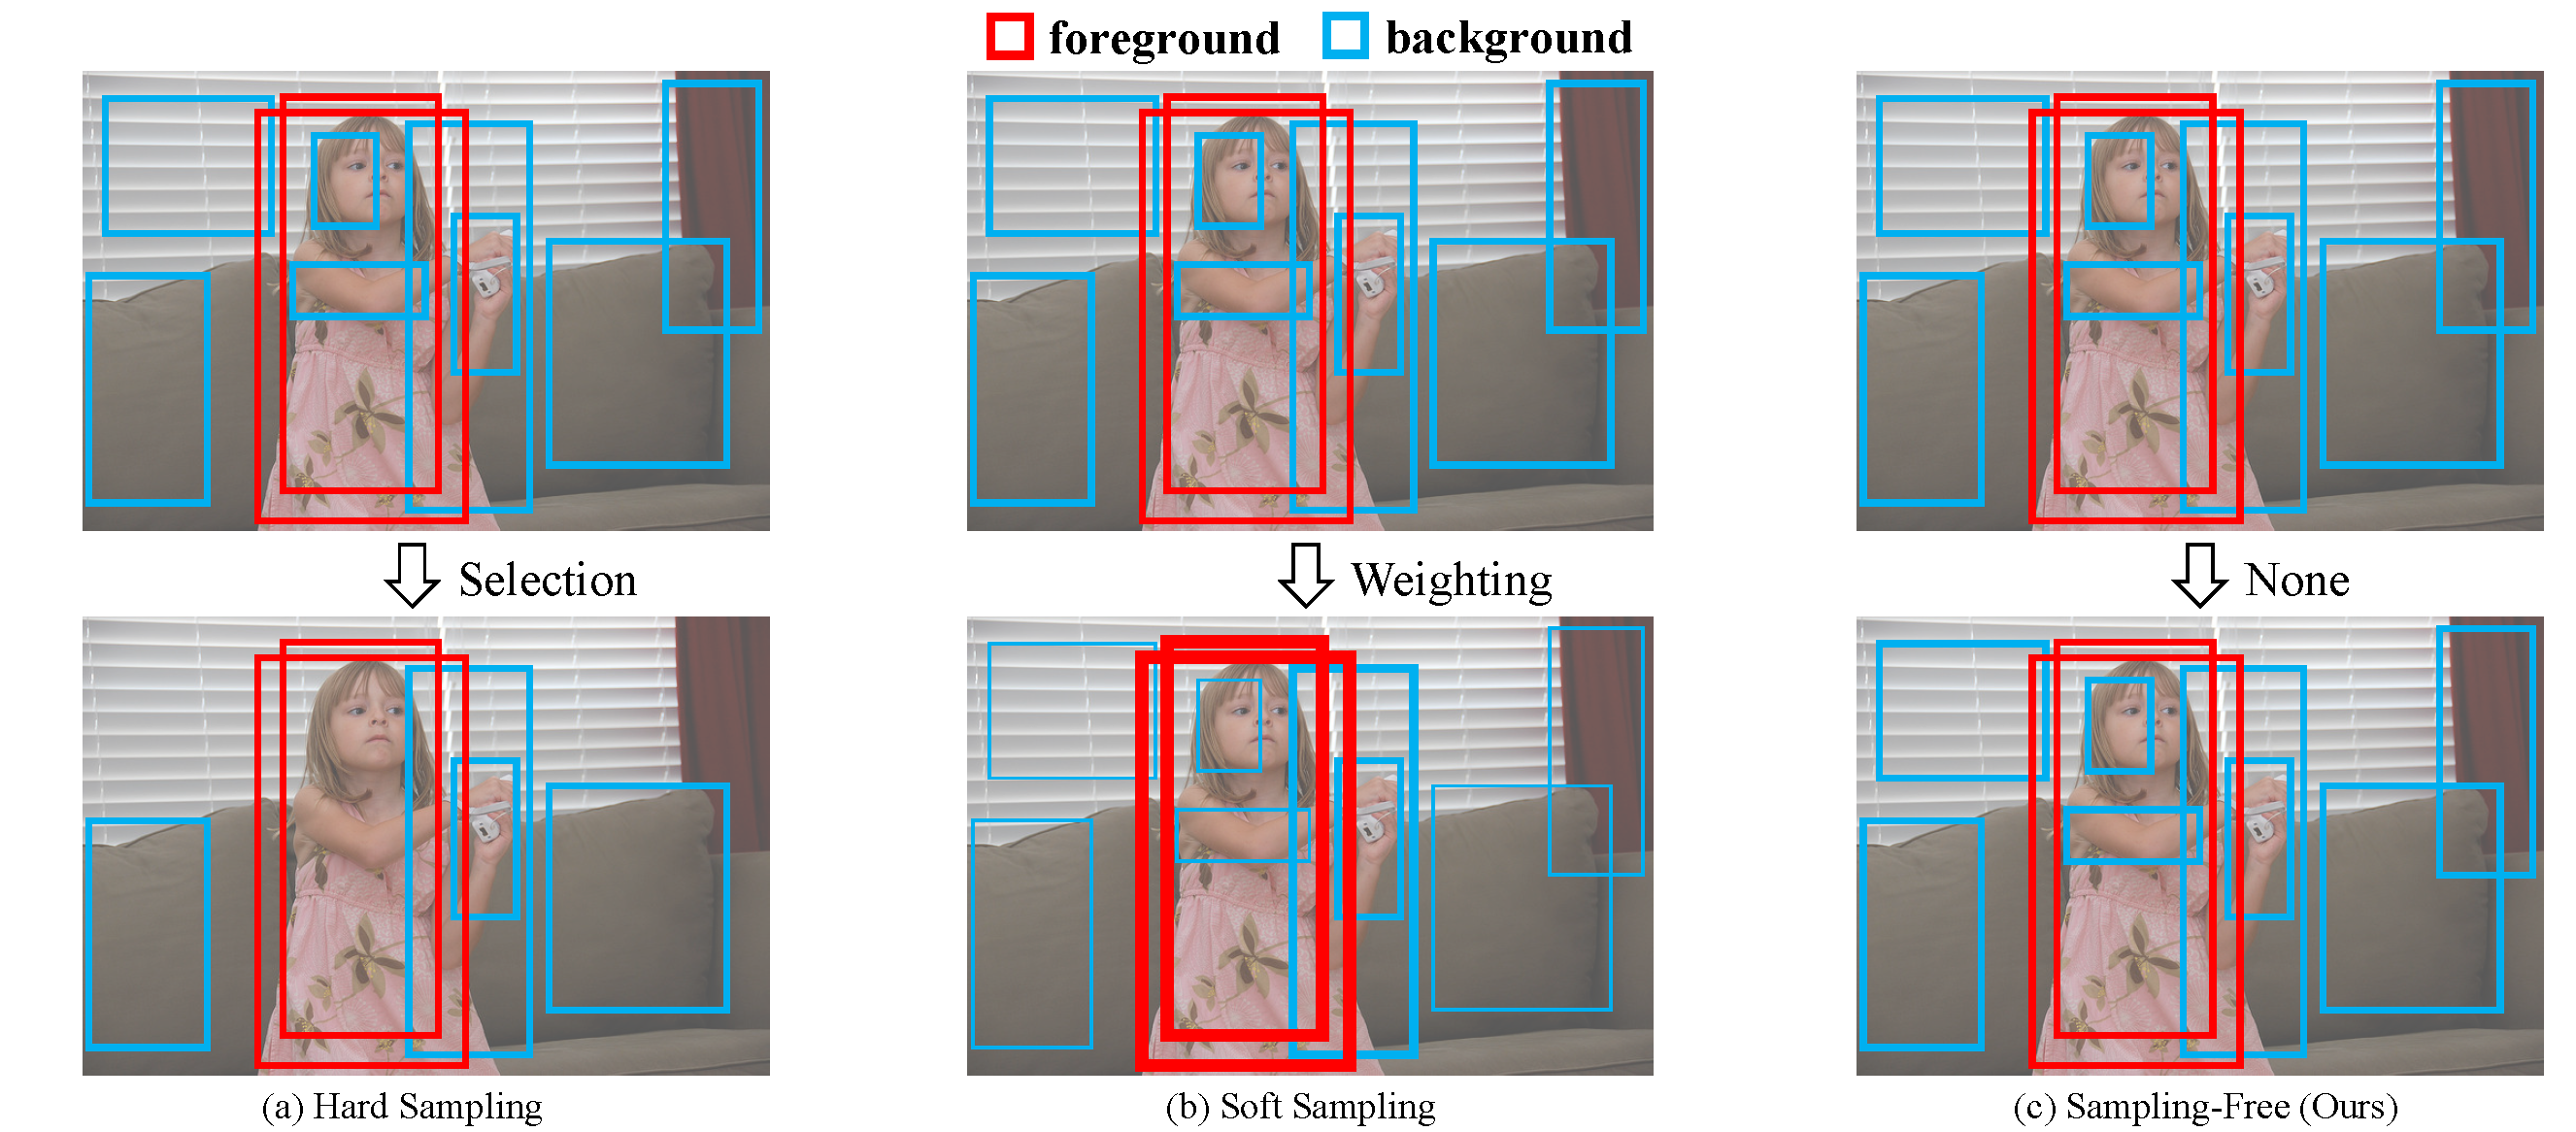 foreground background
Selection Weighting None
(a) Hard Sampling (b) Soft Sampling (c) Sampling-Free (Ours)